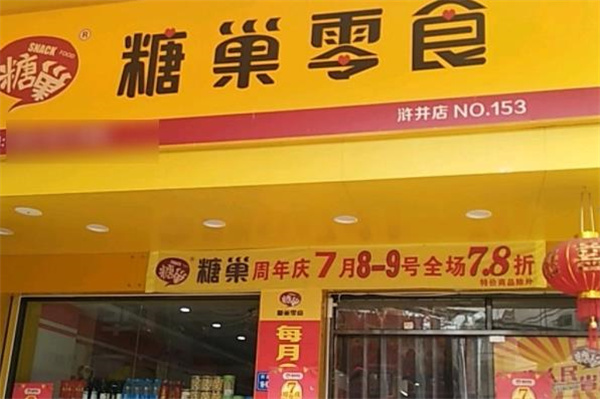 SNACK FOOD
糖巢
®
糖巢零食
浒井店 NO.153
糖巢
®
糖巢周年庆7月8-9号全场7.8折
特价商品除外
糖巢零食
每月
7
7